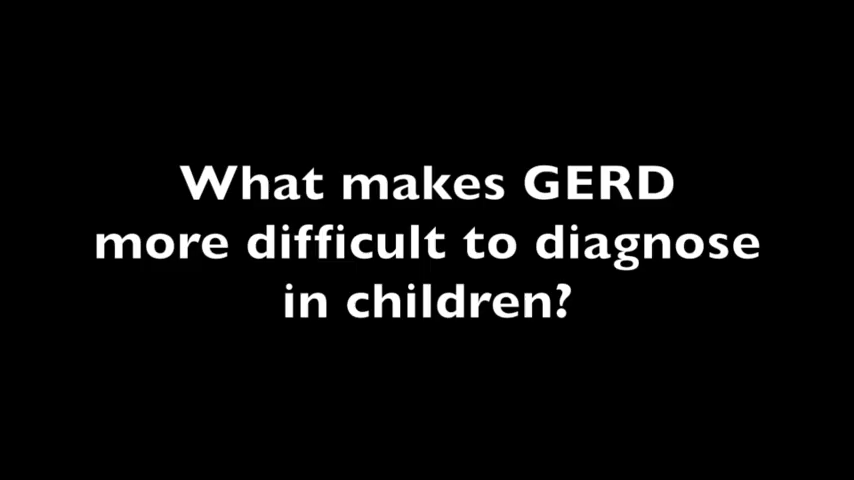 What makes GERD
more difficult to diagnose
in children?